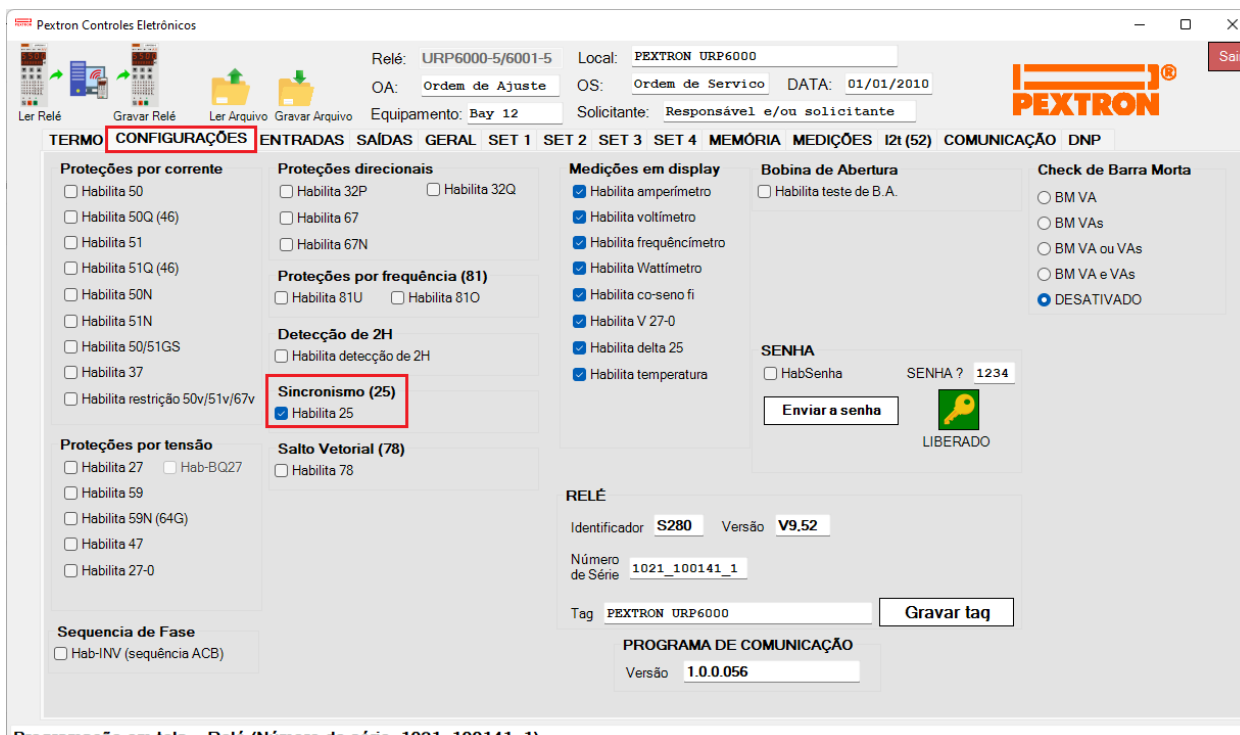 Pextron Controles Eletrônicos
Ler Relé
Gravar Relé
Ler Arquivo
Gravar Arquivo
Relé: URP6000-5/6001-5
OA: Ordem de Ajuste
Equipamento: Bay 12
Local: PEXTRON URP6000
OS: Ordem de Servico DATA: 01/01/2010
Solicitante: Responsável e/ou solicitante
PEXTRON®
Sai
TERMO CONFIGURAÇÕES ENTRADAS SAÍDAS GERAL SET 1 SET 2 SET 3 SET 4 MEMÓRIA MEDIÇÕES I2t (52) COMUNICAÇÃO DNP
Proteções por corrente
Habilita 50
Habilita 50Q (46)
Habilita 51
Habilita 51Q (46)
Habilita 50N
Habilita 51N
Habilita 50/51GS
Habilita 37
Habilita restrição 50v/51v/67v
Proteções por tensão
Habilita 27 Hab-BQ27
Habilita 59
Habilita 59N (64G)
Habilita 47
Habilita 27-0
Sequencia de Fase
Hab-INV (sequência ACB)
Proteções direcionais
Habilita 32P Habilita 32Q
Habilita 67
Habilita 67N
Proteções por frequência (81)
Habilita 81U Habilita 81O
Detecção de 2H
Habilita detecção de 2H
Sincronismo (25)
Habilita 25
Salto Vetorial (78)
Habilita 78
Medições em display
Habilita amperímetro
Habilita voltímetro
Habilita frequêncímetro
Habilita Wattímetro
Habilita co-seno fi
Habilita V 27-0
Habilita delta 25
Habilita temperatura
Bobina de Abertura
Habilita teste de B.A.
SENHA
HabSenha SENHA ? 1234
Enviar a senha
LIBERADO
Check de Barra Morta
BM VA
BM VAs
BM VA ou VAs
BM VA e VAs
DESATIVADO
RELÉ
Identificador S280 Versão V9,52
Número de Série 1021_100141_1
Tag PEXTRON URP6000 Gravar taq
PROGRAMA DE COMUNICAÇÃO
Versão 1.0.0.056